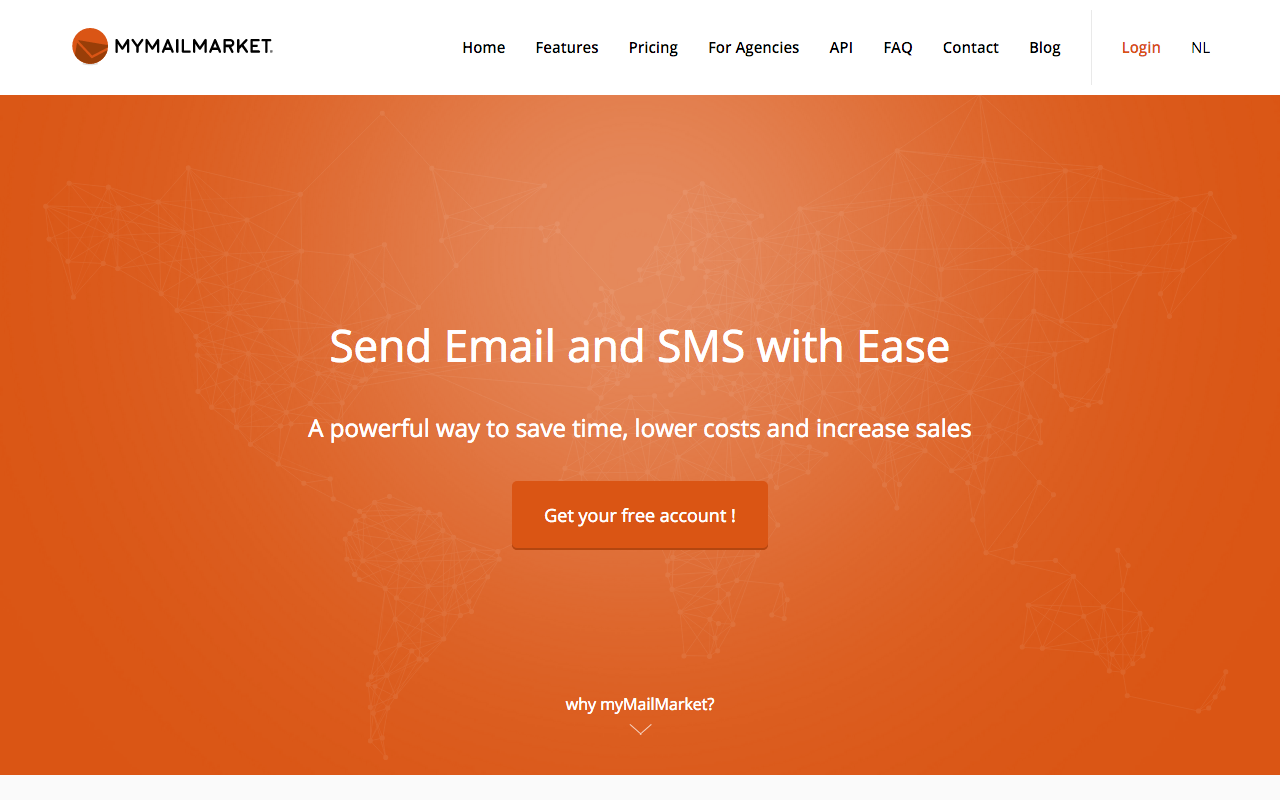 MYMAILMARKET.
Home Features Pricing For Agencies API FAQ Contact Blog Login NL
Send Email and SMS with Ease
A powerful way to save time, lower costs and increase sales
Get your free account !
why myMailMarket?